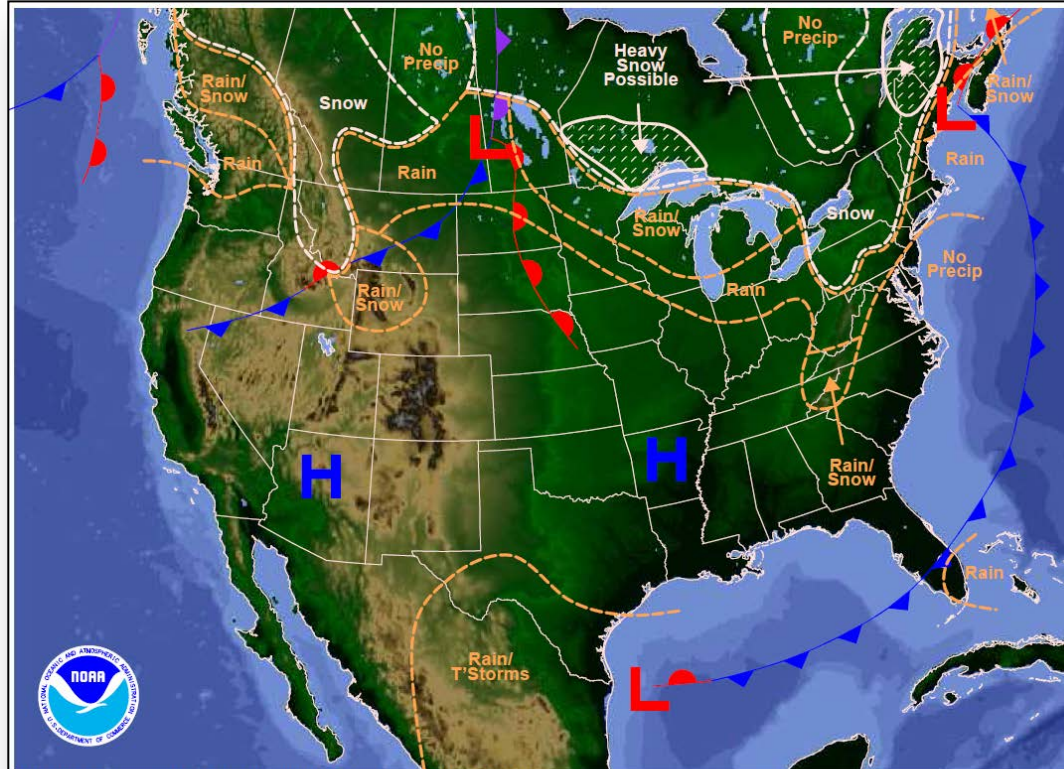 No
Precip
Heavy
Snow
Possible
No
Precip
Rain/
Snow
Snow
Rain/
Snow
L
L
Rain
Rain
Rain
Rain/
Snow
Snow
No
Precip
Rain/
Snow
Rain
H
H
Rain/
Snow
Rain
Rain/
T'Storms
L
NATIONAL OCEANIC AND ATMOSPHERIC ADMINISTRATION
NOAA
U.S. DEPARTMENT OF COMMERCE